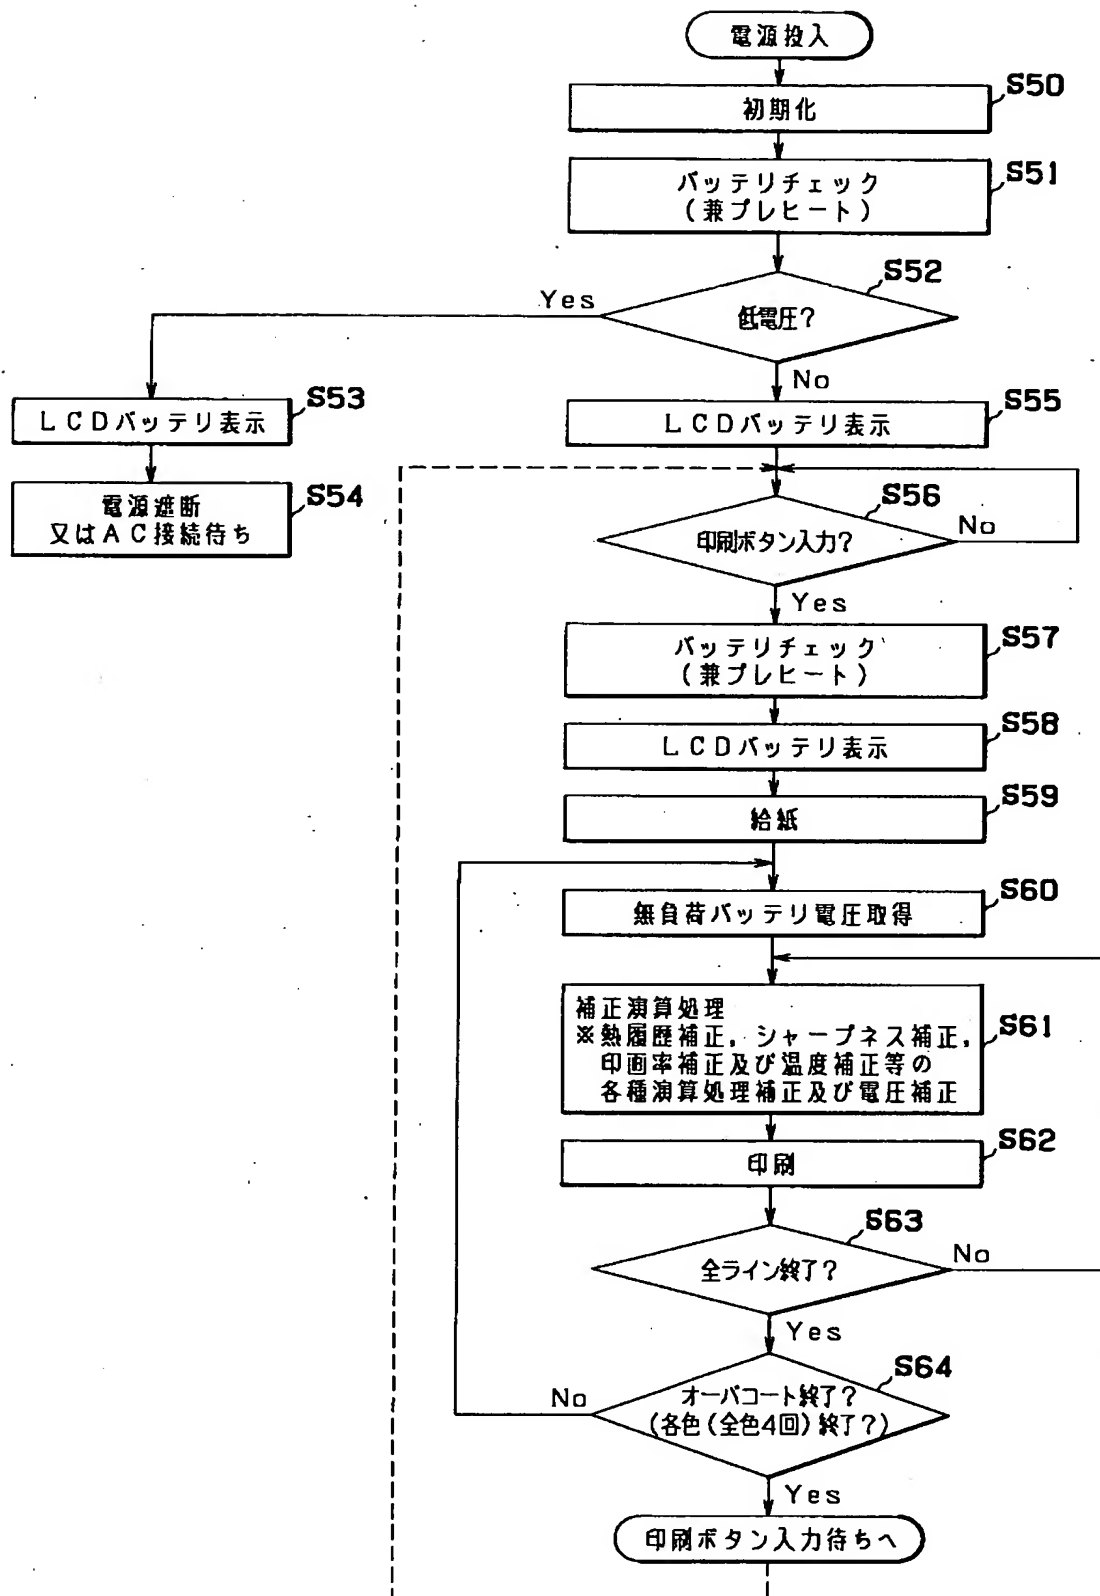 電源投入
初期化
S50
バッテリチェック
(兼プレヒート)
S51
低電圧?
S52
Yes
No
LCDバッテリ表示
S53
電源遮断
又はAC接続待ち
S54
LCDバッテリ表示
S55
印刷ボタン入力?
S56
No
Yes
バッテリチェック
(兼プレヒート)
S57
LCDバッテリ表示
S58
給紙
S59
無負荷バッテリ電圧取得
S60
補正演算処理
※熱履歴補正,シャープネス補正,
印画率補正及び温度補正等の
各種演算処理補正及び電圧補正
S61
印刷
S62
全ライン終了?
S63
No
Yes
オーバコート終了?
(各色(全色4回)終了?)
S64
No
Yes
印刷ボタン入力待ちへ